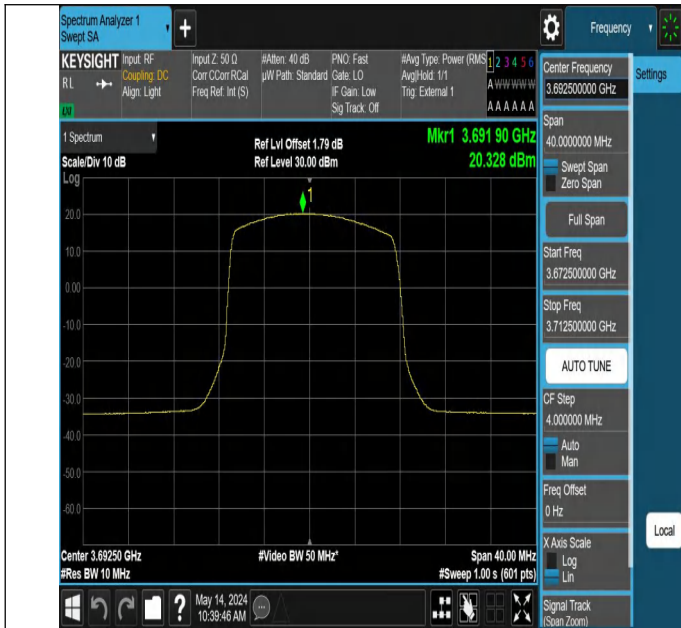 Spectrum Analyzer 1
Swept SA
+
Frequency
KEYSIGHT
RL
Input: RF
Coupling: DC
Align: Light
Input Z: 50 Ω
Corr CCorr RCal
Freq Ref: Int (S)
#Atten: 40 dB
µW Path: Standard
PNO: Fast
Gate: LO
IF Gain: Low
Sig Track: Off
#Avg Type: Power (RMS
Avg|Hold: 1/1
Trig: External 1
1 2 3 4 5 6
A W W W W W
A A A A A A
1 Spectrum
Scale/Div 10 dB
Log
Ref Lvl Offset 1.79 dB
Ref Level 30.00 dBm
Mkr1 3.691 90 GHz
20.328 dBm
1
20.0
10.0
0.00
-10.0
-20.0
-30.0
-40.0
-50.0
-60.0
Center 3.69250 GHz
#Res BW 10 MHz
#Video BW 50 MHz*
Span 40.00 MHz
#Sweep 1.00 s (601 pts)
Center Frequency
3.692500000 GHz
Settings
Span
40.0000000 MHz
Swept Span
Zero Span
Full Span
Start Freq
3.672500000 GHz
Stop Freq
3.712500000 GHz
AUTO TUNE
CF Step
4.000000 MHz
Auto
Man
Freq Offset
0 Hz
X Axis Scale
Log
Lin
Local
Signal Track
(Span Zoom)
?
May 14, 2024
10:39:46 AM